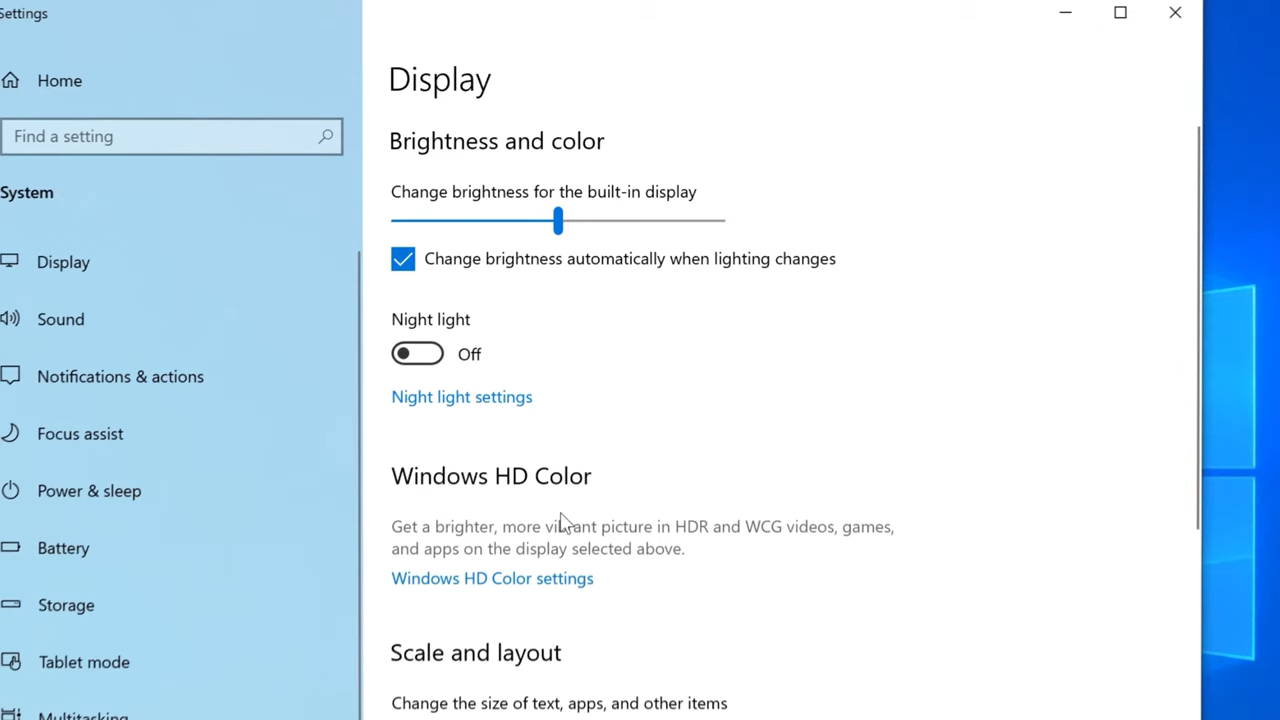 Settings
Home
Find a setting
System
Display
Sound
Notifications & actions
Focus assist
Power & sleep
Battery
Storage
Tablet mode
Multitasking
Display
Brightness and color
Change brightness for the built-in display
Change brightness automatically when lighting changes
Night light
Off
Night light settings
Windows HD Color
Get a brighter, more vibrant picture in HDR and WCG videos, games,
and apps on the display selected above.
Windows HD Color settings
Scale and layout
Change the size of text, apps, and other items